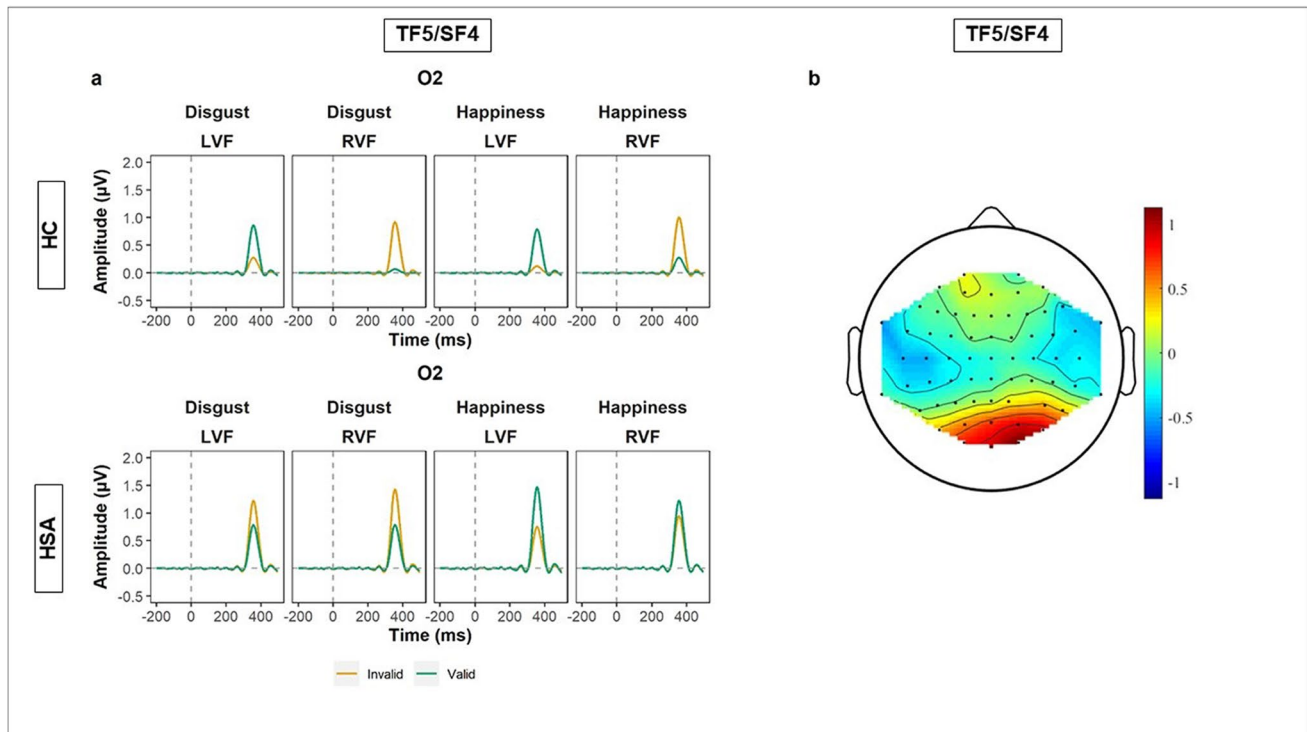 TF5/SF4
TF5/SF4
a
O2
b
Disgust Disgust Happiness Happiness
LVF RVF LVF RVF
HC
Amplitude (µV)
2.0
1.5
1.0
0.5
0.0
-0.5
-200 0 200 400 -200 0 200 400 -200 0 200 400 -200 0 200 400
Time (ms)
O2
Disgust Disgust Happiness Happiness
LVF RVF LVF RVF
HSA
Amplitude (µV)
2.0
1.5
1.0
0.5
0.0
-0.5
-200 0 200 400 -200 0 200 400 -200 0 200 400 -200 0 200 400
Time (ms)
Invalid Valid
1
0.5
0
-0.5
-1